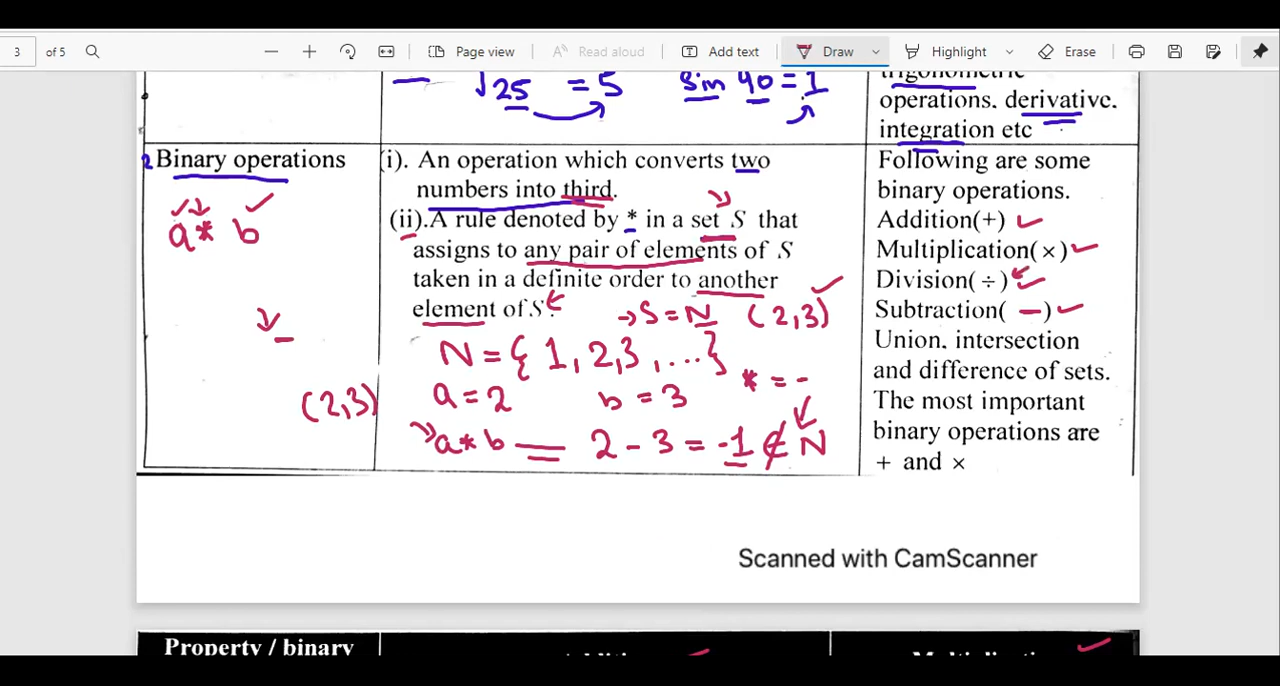 3 of 5 Page view Read aloud Add text Draw Highlight Erase
— √25 = 5 sin 90 = 1
trigonometric
operations, derivative,
integration etc
2 Binary operations
a * b
(2,3)
(i). An operation which converts two
numbers into third.
(ii). A rule denoted by * in a set S that
assigns to any pair of elements of S
taken in a definite order to another
element of S.
→ S = N (2,3)
N = { 1, 2, 3, ... }
a = 2 b = 3 * = -
a * b = 2 - 3 = -1 ∉ N
Following are some
binary operations.
Addition(+)
Multiplication(×)
Division(÷)
Subtraction( − )
Union, intersection
and difference of sets.
The most important
binary operations are
+ and ×
Scanned with CamScanner
Property / binary